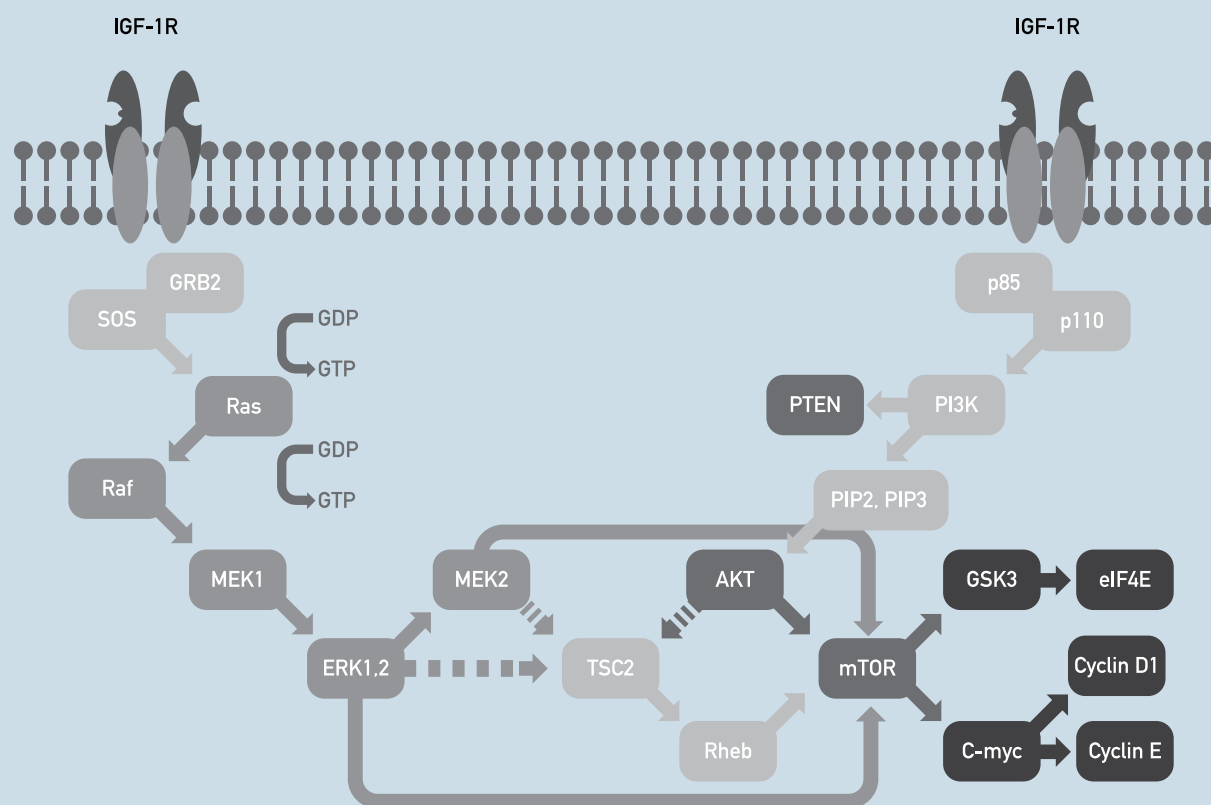 IGF-1R
IGF-1R
GRB2
SOS
p85
p110
GDP
GTP
Ras
PTEN
PI3K
GDP
GTP
Raf
PIP2, PIP3
MEK1
MEK2
AKT
GSK3
eIF4E
ERK1,2
TSC2
mTOR
Cyclin D1
Rheb
C-myc
Cyclin E